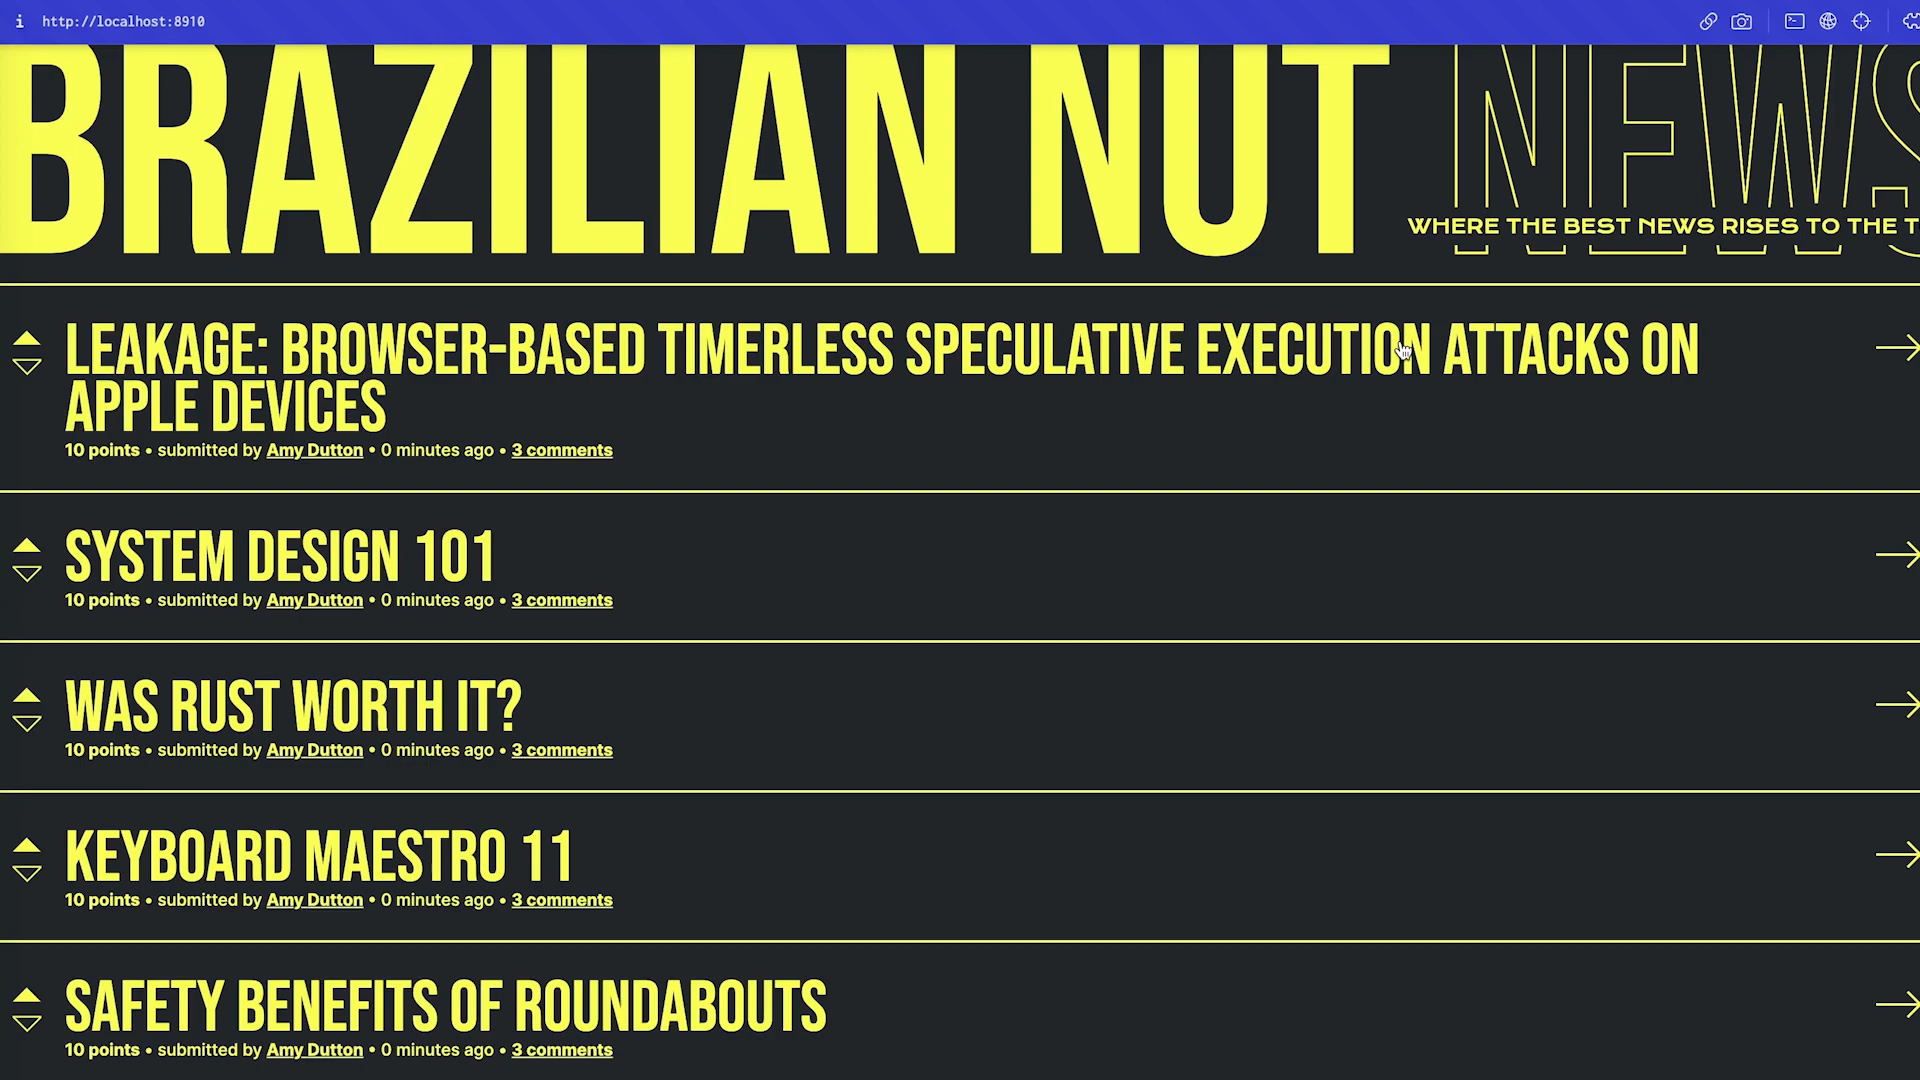 http://localhost:8910
BRAZILIAN NUT NEWS
WHERE THE BEST NEWS RISES TO THE T
LEAKAGE: BROWSER-BASED TIMERLESS SPECULATIVE EXECUTION ATTACKS ON
APPLE DEVICES
10 points • submitted by Amy Dutton • 0 minutes ago • 3 comments
SYSTEM DESIGN 101
10 points • submitted by Amy Dutton • 0 minutes ago • 3 comments
WAS RUST WORTH IT?
10 points • submitted by Amy Dutton • 0 minutes ago • 3 comments
KEYBOARD MAESTRO 11
10 points • submitted by Amy Dutton • 0 minutes ago • 3 comments
SAFETY BENEFITS OF ROUNDABOUTS
10 points • submitted by Amy Dutton • 0 minutes ago • 3 comments